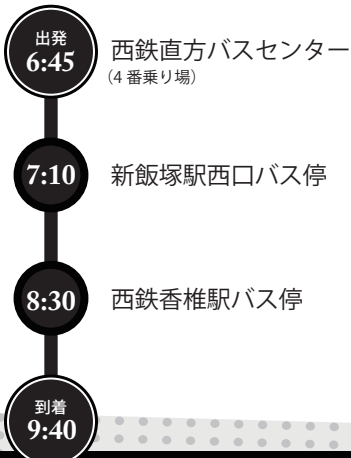 出発
6:45
西鉄直方バスセンター
（4 番乗り場）
7:10
新飯塚駅西口バス停
8:30
西鉄香椎駅バス停
到着
9:40